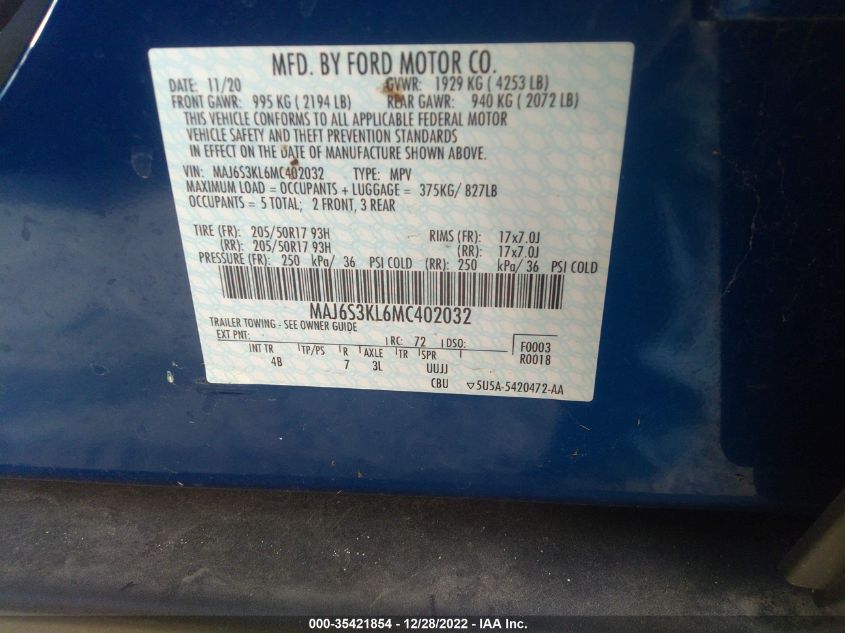 MFD. BY FORD MOTOR CO.
DATE: 11/20 GVWR: 1929 KG ( 4253 LB)
FRONT GAWR: 995 KG ( 2194 LB) REAR GAWR: 940 KG ( 2072 LB)
THIS VEHICLE CONFORMS TO ALL APPLICABLE FEDERAL MOTOR
VEHICLE SAFETY AND THEFT PREVENTION STANDARDS
IN EFFECT ON THE DATE OF MANUFACTURE SHOWN ABOVE.
VIN: MAJ6S3KL6MC402032 TYPE: MPV
MAXIMUM LOAD = OCCUPANTS + LUGGAGE = 375KG/ 827LB
OCCUPANTS = 5 TOTAL; 2 FRONT, 3 REAR
TIRE (FR): 205/50R17 93H RIMS (FR): 17x7.0J
(RR): 205/50R17 93H (RR): 17x7.0J
PRESSURE (FR): 250 kPa/ 36 PSI COLD (RR): 250 kPa/ 36 PSI COLD
MAJ6S3KL6MC402032
TRAILER TOWING - SEE OWNER GUIDE
EXT PNT: RC: 72 DSO: F0003
R0018
INT TR TP/PS R AXLE TR SPR
4B 7 3L UUJJ
CBU 5U5A-5420472-AA
000-35421854 - 12/28/2022 - IAA Inc.